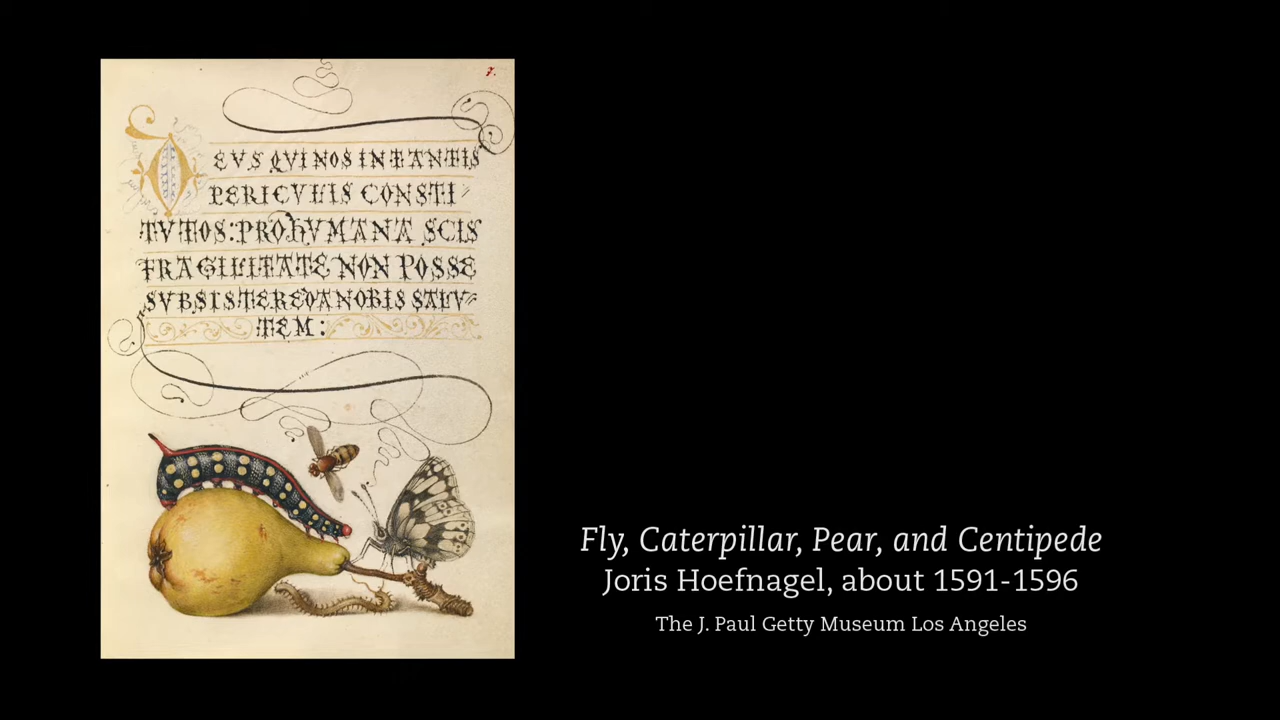 7.
DEVS QVI NOS IN TANTIS
PERICVLIS CONSTI
TVTOS: PRO hVMANA SCIS
FRAGILITATE NON POSSE
SVBSISTERE DA NOBIS SALV
TEM:
Fly, Caterpillar, Pear, and Centipede
Joris Hoefnagel, about 1591-1596
The J. Paul Getty Museum Los Angeles